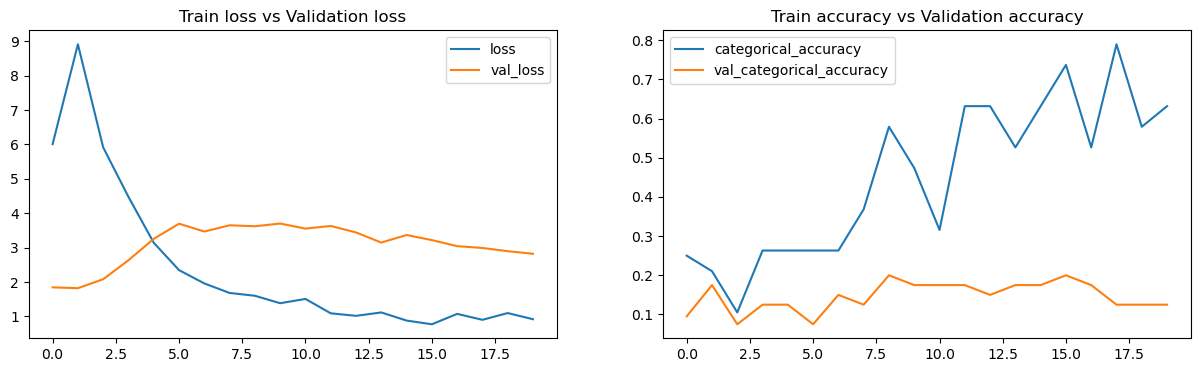 Train loss vs Validation loss
9
8
7
6
5
4
3
2
1
0.0 2.5 5.0 7.5 10.0 12.5 15.0 17.5
loss
val_loss
Train accuracy vs Validation accuracy
0.8
0.7
0.6
0.5
0.4
0.3
0.2
0.1
0.0 2.5 5.0 7.5 10.0 12.5 15.0 17.5
categorical_accuracy
val_categorical_accuracy